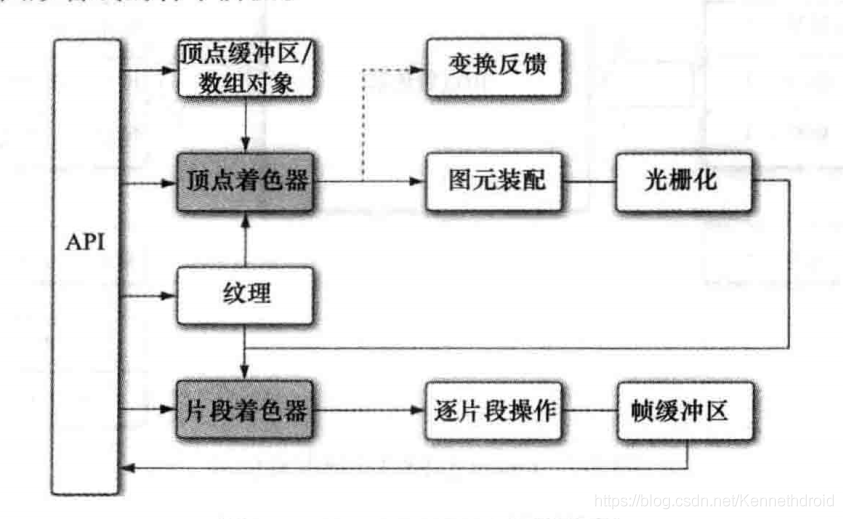 顶点缓冲区/
数组对象
变换反馈
顶点着色器
图元装配
光栅化
API
纹理
片段着色器
逐片段操作
帧缓冲区
https://blog.csdn.net/Kennethdroid